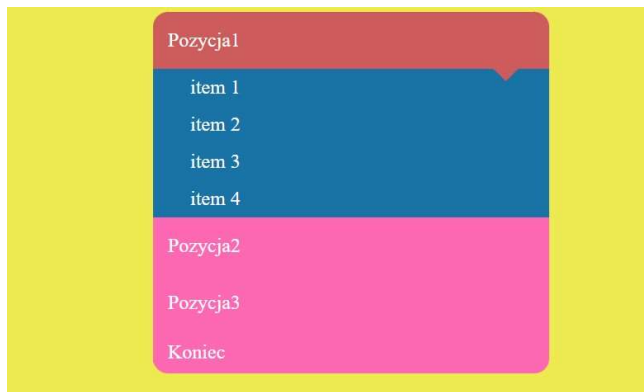 Pozycja1
item 1
item 2
item 3
item 4
Pozycja2
Pozycja3
Koniec